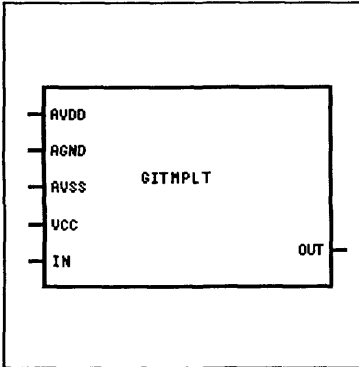 AVDD
AGND
AVSS
GITMPLT
VCC
OUT
IN